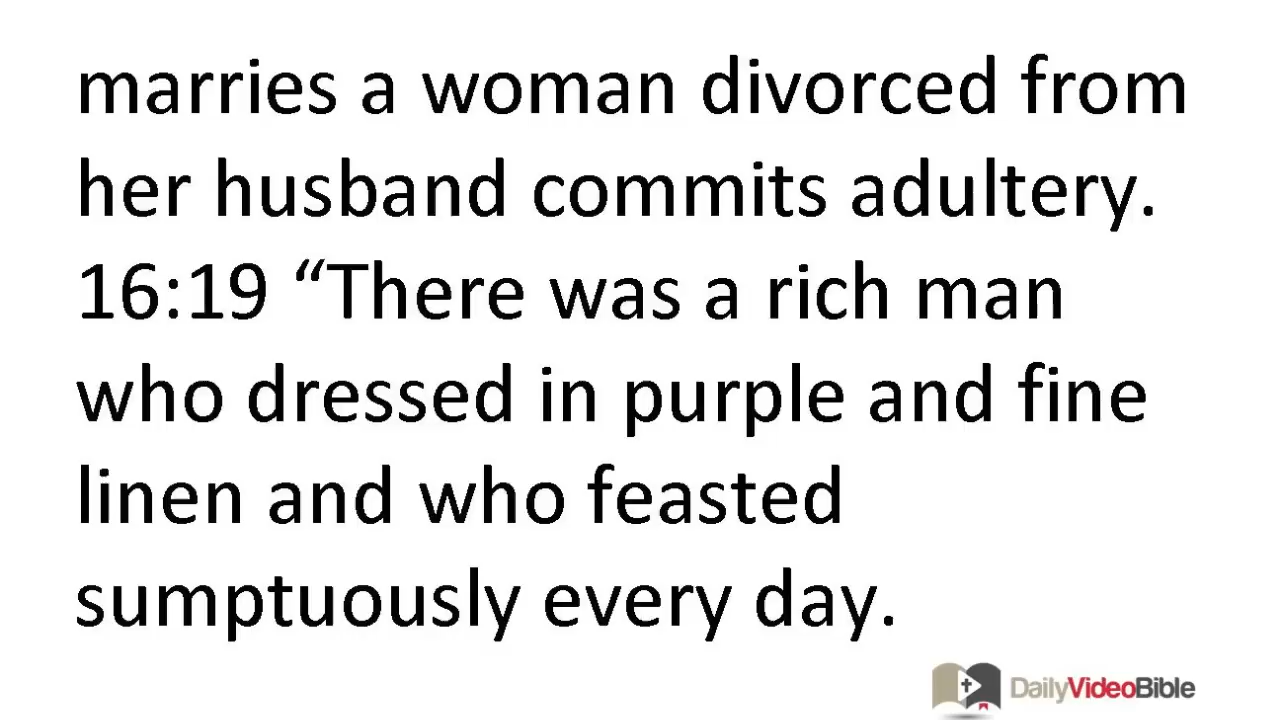 marries a woman divorced from
her husband commits adultery.
16:19 “There was a rich man
who dressed in purple and fine
linen and who feasted
sumptuously every day.
DailyVideoBible